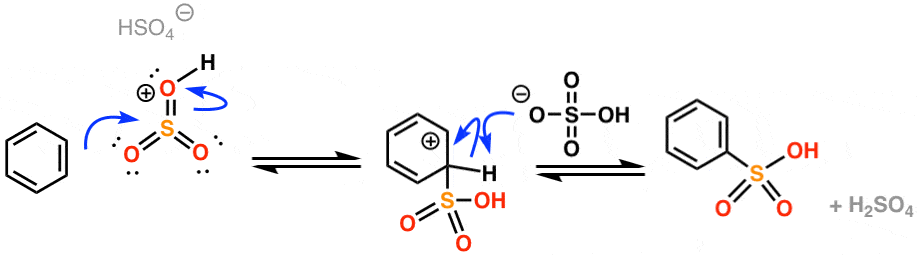 HSO₄⊖
H
⊕ O
S
O O
⊕
H
S OH
O
O
⊖ O
O S OH
O
OH
S
O O
+ H₂SO₄